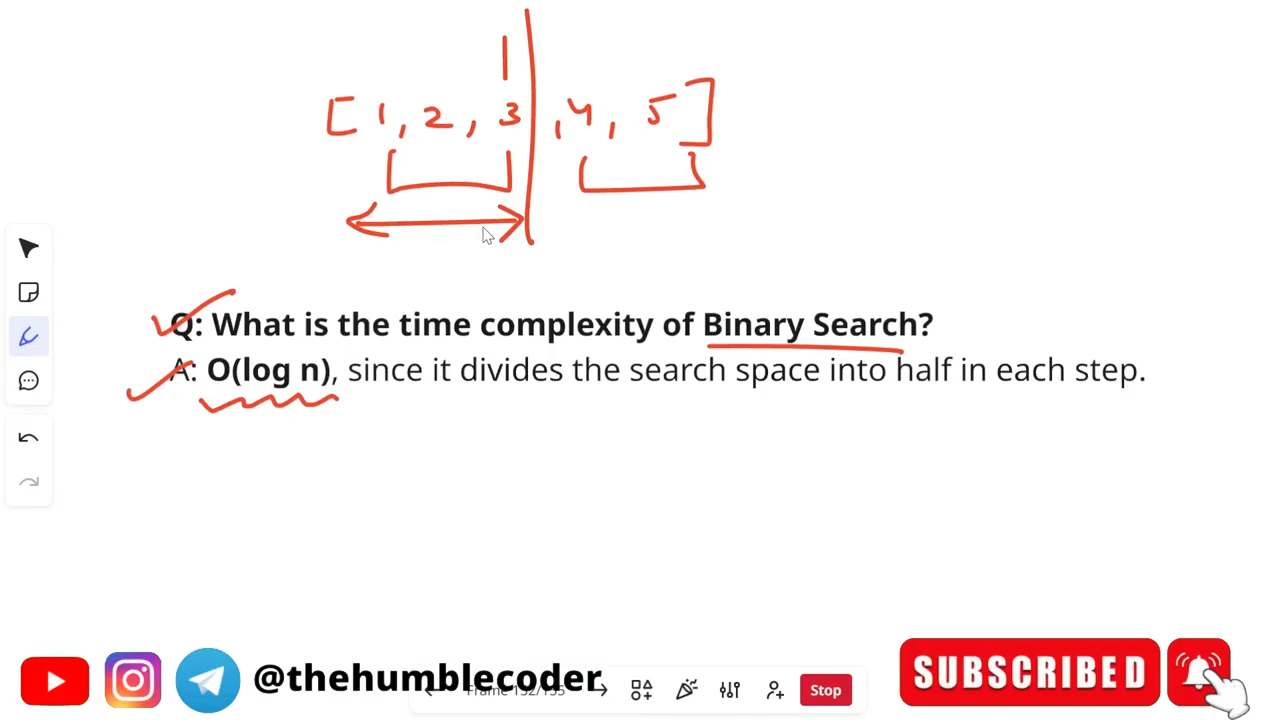 [1, 2, 3, 4, 5]
Q: What is the time complexity of Binary Search?
A: O(log n), since it divides the search space into half in each step.
@thehumblecoder
Stop
SUBSCRIBED